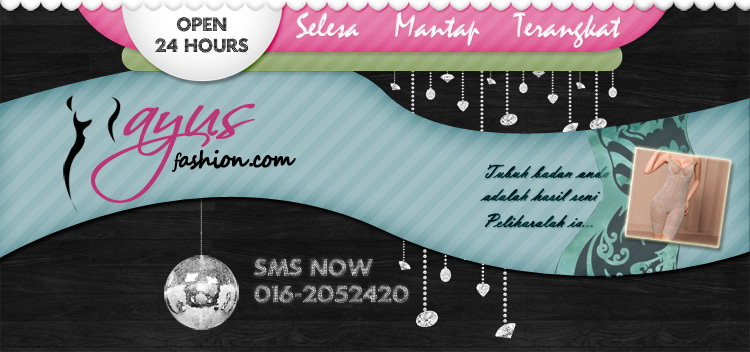 OPEN
24 HOURS
Selesa Mantap Terangkat
ayus
fashion.com
Tubuh badan anda
adalah hasil seni
Peliharalah ia...
SMS NOW
016-2052420